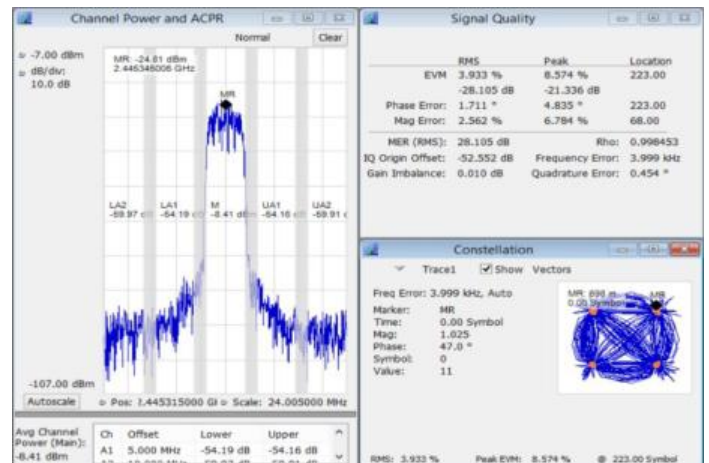 Channel Power and ACPR
Normal
Clear
-7.00 dBm
dB/div:
10.0 dB
MR: -24.81 dBm
2.446346006 GHz
MR
LA2
LA1
M
UA1
UA2
-59.97
-54.19
-8.41
-54.16
-59.91
-107.00 dBm
Autoscale
Pos:
Scale: 24.005000 MHz
Avg Channel
Power (Main):
-8.41 dBm
Ch Offset Lower Upper
A1 5.000 MHz -54.19 dB -54.16 dB
Signal Quality
RMS Peak Location
EVM 3.933 % 8.574 % 223.00
-28.105 dB -21.336 dB
Phase Error: 1.711 ° 4.835 ° 223.00
Mag Error: 2.562 % 6.784 % 68.00
MER (RMS): 28.105 dB Rho: 0.998453
IQ Origin Offset: -52.552 dB Frequency Error: 3.999 kHz
Gain Imbalance: 0.010 dB Quadrature Error: 0.454 °
Constellation
Trace1 Show Vectors
Freq Error: 3.999 kHz, Auto
Marker: MR
Time: 0.00 Symbol
Mag: 1.025
Phase: 47.0 °
Symbol: 0
Value: 11
MR
RMS: 3.933 % Peak EVM: 8.574 % @ 223.00 Symbol